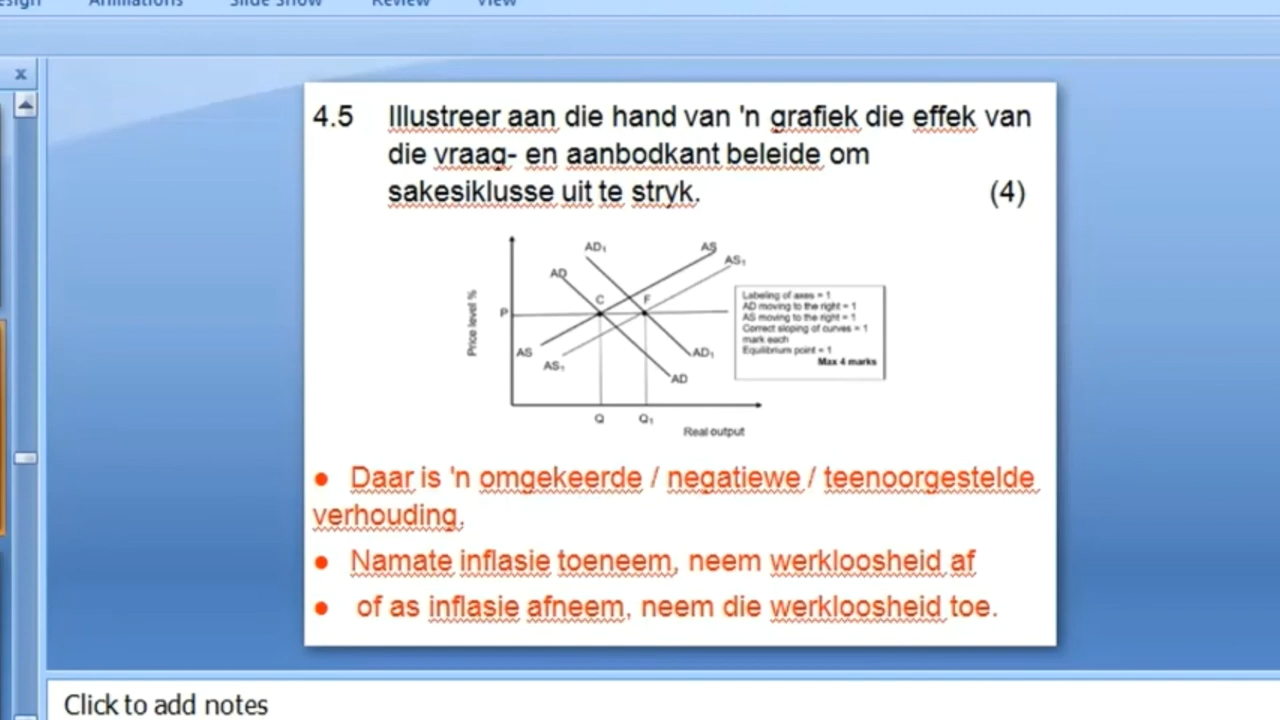 Animations
Slide Show
Review
View
x
4.5 Illustreer aan die hand van 'n grafiek die effek van
die vraag- en aanbodkant beleide om
sakesiklusse uit te stryk. (4)
AD₁
AS
AD
AS₁
C
F
P
Price level %
AS
AS₁
AD₁
AD
Q
Q₁
Real output
Labeling of axes = 1
AD moving to the right = 1
AS moving to the right = 1
Correct sloping of curves = 1
mark each
Equilibrium point = 1
Max 4 marks
● Daar is 'n omgekeerde / negatiewe / teenoorgestelde
verhouding.
● Namate inflasie toeneem, neem werkloosheid af
● of as inflasie afneem, neem die werkloosheid toe.
Click to add notes